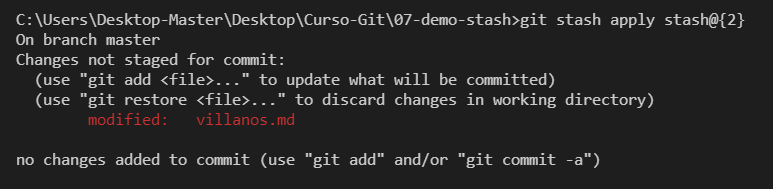 C:\Users\Desktop-Master\Desktop\Curso-Git\07-demo-stash>git stash apply stash@{2}
On branch master
Changes not staged for commit:
  (use "git add <file>..." to update what will be committed)
  (use "git restore <file>..." to discard changes in working directory)
        modified:   villanos.md

no changes added to commit (use "git add" and/or "git commit -a")